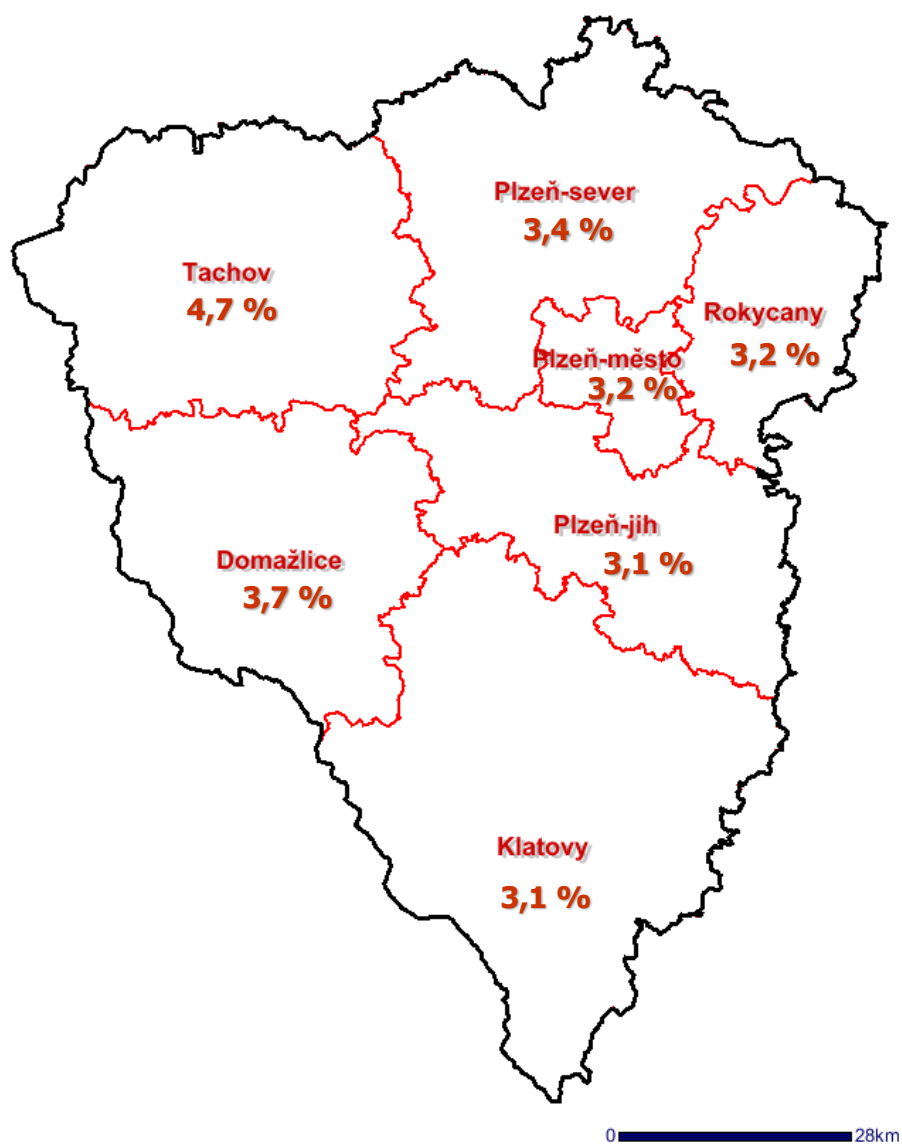 Plzeň-sever
3,4 %
Tachov
4,7 %
Rokycany
3,2 %
Plzeň-město
3,2 %
Plzeň-jih
3,1 %
Domažlice
3,7 %
Klatovy
3,1 %
0 28km